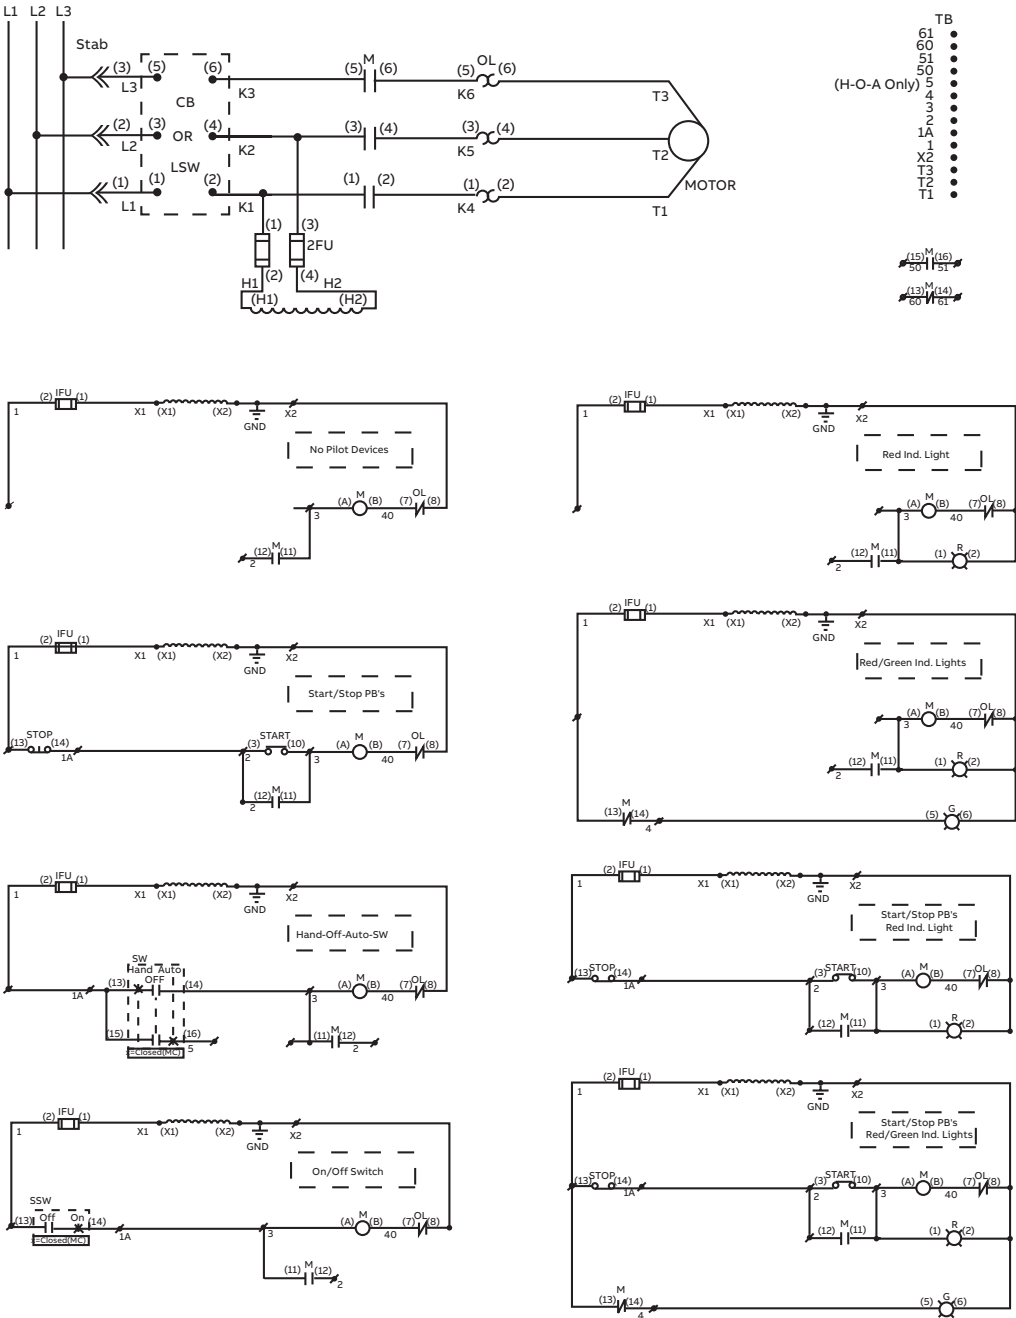 L1 L2 L3
Stab
(3) (5) (6) (5) M (6) (5) OL (6)
L3 K3 K6 T3
CB
(2) (3) (4) (3) (4) (3) (4)
OR
L2 K2 K5 T2
LSW
(1) (1) (2) (1) (2) (1) (2) MOTOR
L1 K1 K4 T1
(1) (3)
2FU
(2) (4)
H1 H2
(H1) (H2)
TB
61
60
51
50
(H-O-A Only) 5
4
3
2
1A
1
X2
T3
T2
T1
(15) M (16)
50 51
(13) M (14)
60 61
(2) IFU (1)
1 X1 (X1) (X2) X2
GND
No Pilot Devices
(A) M (B) (7) OL (8)
3 40
(12) M (11)
2
(2) IFU (1)
1 X1 (X1) (X2) X2
GND
Red Ind. Light
(A) M (B) (7) OL (8)
3 40
(12) M (11) (1) R (2)
2
(2) IFU (1)
1 X1 (X1) (X2) X2
GND
Start/Stop PB's
STOP START M OL
(13) (14) (3) (10) (A) (B) (7) (8)
1A 2 3 40
(12) M (11)
2
(2) IFU (1)
1 X1 (X1) (X2) X2
GND
Red/Green Ind. Lights
(A) M (B) (7) OL (8)
3 40
(12) M (11) (1) R (2)
2
(13) M (14) (5) G (6)
4
(2) IFU (1)
1 X1 (X1) (X2) X2
GND
Hand-Off-Auto-SW
SW
Hand Auto
OFF
(13) (14) (A) M (B) (7) OL (8)
1A 3 40
(15) (16) (11) M (12)
5 2
=Closed(MC)
(2) IFU (1)
1 X1 (X1) (X2) X2
GND
Start/Stop PB's
Red Ind. Light
STOP START M OL
(13) (14) (3) (10) (A) (B) (7) (8)
1A 2 3 40
(12) M (11) (1) R (2)
(2) IFU (1)
1 X1 (X1) (X2) X2
GND
On/Off Switch
SSW
(13) Off On (14) (A) M (B) (7) OL (8)
1A 3 40
=Closed(MC)
(11) M (12)
2
(2) IFU (1)
1 X1 (X1) (X2) X2
GND
Start/Stop PB's
Red/Green Ind. Lights
STOP START M OL
(13) (14) (3) (10) (A) (B) (7) (8)
1A 2 3 40
(12) M (11) (1) R (2)
(13) M (14) (5) G (6)
4